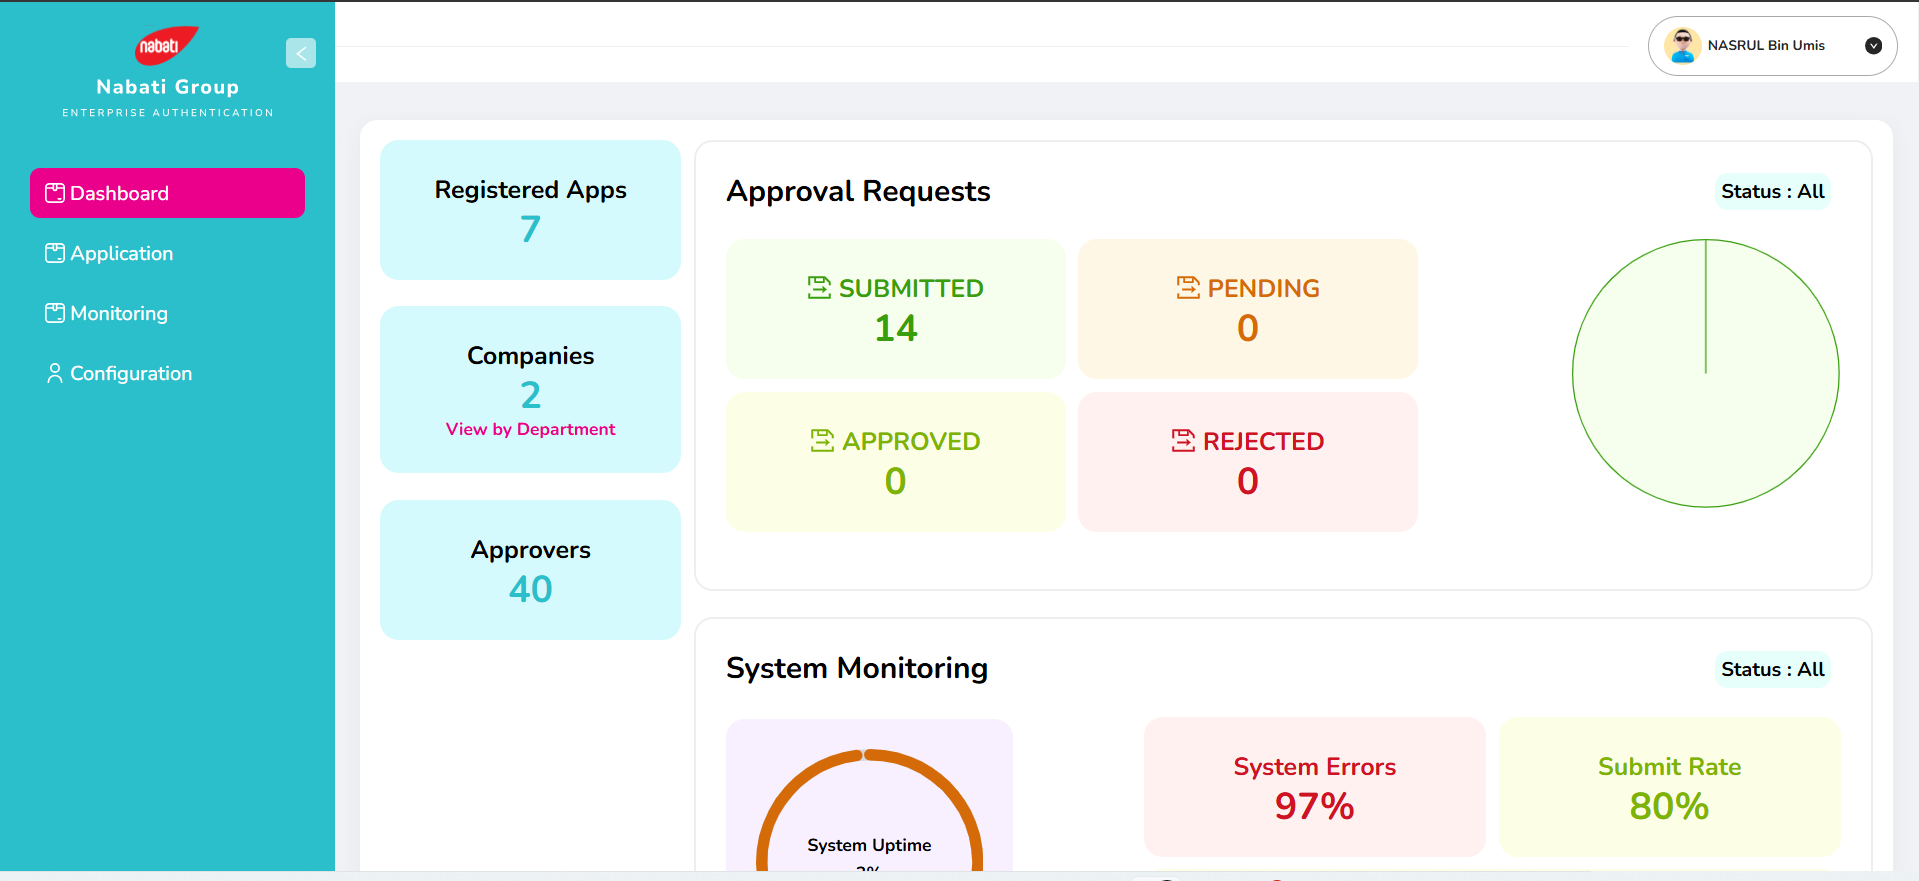 nabati
Nabati Group
ENTERPRISE AUTHENTICATION
Dashboard
Application
Monitoring
Configuration
NASRUL Bin Umis
Registered Apps
7
Companies
2
View by Department
Approvers
40
Approval Requests
Status : All
SUBMITTED
14
PENDING
0
APPROVED
0
REJECTED
0
System Monitoring
Status : All
System Uptime
System Errors
97%
Submit Rate
80%